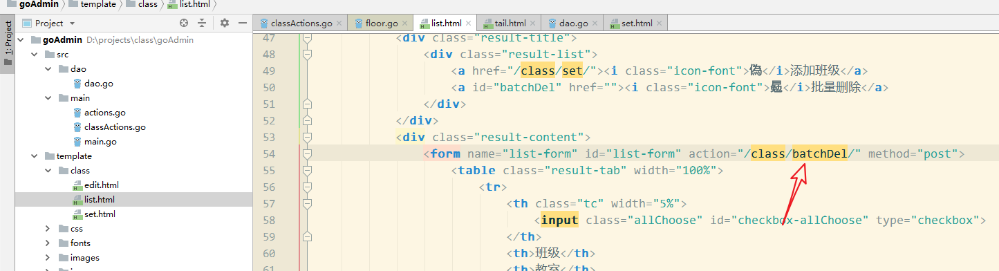 goAdmin 〉 template 〉 class 〉 list.html 〉
1: Project
Project
classActions.go × floor.go × list.html × tail.html × dao.go × set.html ×
goAdmin D:\projects\class\goAdmin
src
dao
dao.go
main
actions.go
classActions.go
main.go
template
class
edit.html
list.html
set.html
css
fonts
images
47 <div class="result-title">
48 <div class="result-list">
49 <a href="/class/set/"><i class="icon-font">偽</i>添加班级</a>
50 <a id="batchDel" href=""><i class="icon-font"></i>批量删除</a>
51 </div>
52 </div>
53 <div class="result-content">
54 <form name="list-form" id="list-form" action="/class/batchDel/" method="post">
55 <table class="result-tab" width="100%">
56 <tr>
57 <th class="tc" width="5%">
58 <input class="allChoose" id="checkbox-allChoose" type="checkbox">
59 </th>
60 <th>班级</th>
61 <th>教室</th>